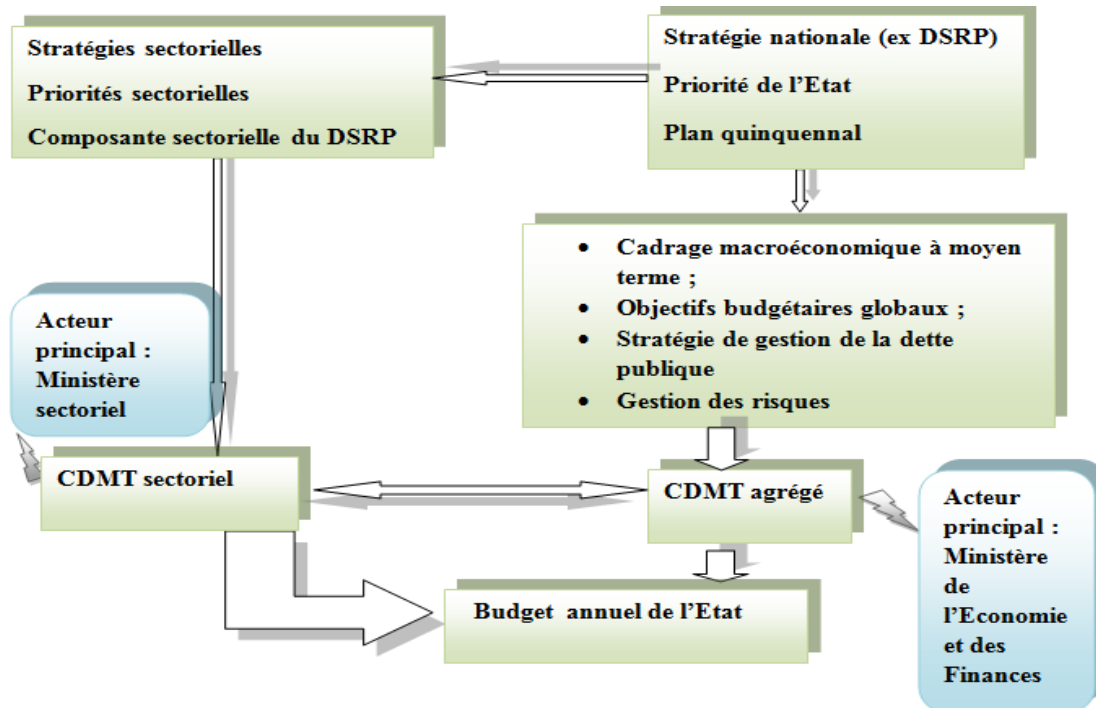 Stratégies sectorielles
Priorités sectorielles
Composante sectorielle du DSRP
Stratégie nationale (ex DSRP)
Priorité de l’Etat
Plan quinquennal
• Cadrage macroéconomique à moyen
terme ;
• Objectifs budgétaires globaux ;
• Stratégie de gestion de la dette
publique
• Gestion des risques
Acteur
principal :
Ministère
sectoriel
CDMT sectoriel
CDMT agrégé
Acteur
principal :
Ministère
de
l’Economie
et des
Finances
Budget annuel de l’Etat